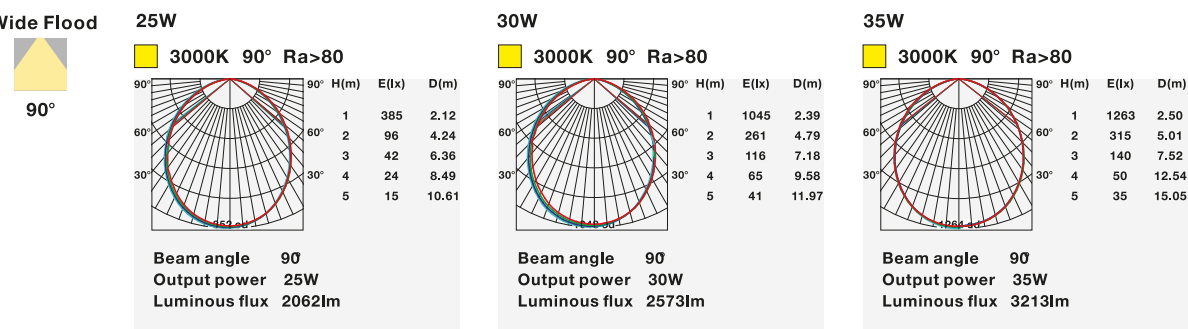 Wide Flood
90°
25W
3000K 90° Ra>80
90° 90° H(m) E(lx) D(m)
1 385 2.12
60° 60° 2 96 4.24
3 42 6.36
30° 30° 4 24 8.49
5 15 10.61
Beam angle 90°
Output power 25W
Luminous flux 2062lm
30W
3000K 90° Ra>80
90° 90° H(m) E(lx) D(m)
1 1045 2.39
60° 60° 2 261 4.79
3 116 7.18
30° 30° 4 65 9.58
5 41 11.97
Beam angle 90°
Output power 30W
Luminous flux 2573lm
35W
3000K 90° Ra>80
90° 90° H(m) E(lx) D(m)
1 1263 2.50
60° 60° 2 315 5.01
3 140 7.52
30° 30° 4 50 12.54
5 35 15.05
1264 cd
Beam angle 90°
Output power 35W
Luminous flux 3213lm